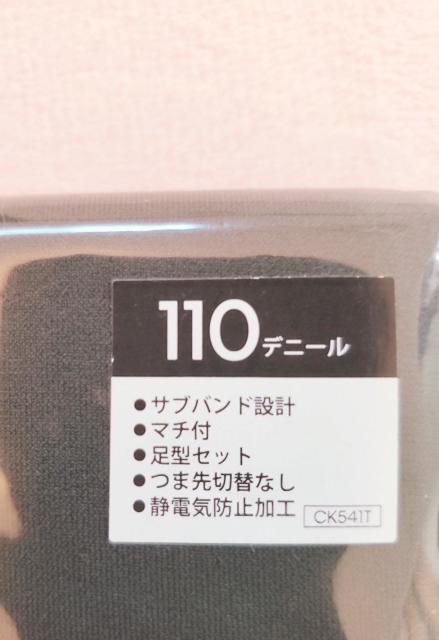 110デニール
●サブバンド設計
●マチ付
●足型セット
●つま先切替なし
●静電気防止加工 CK541T